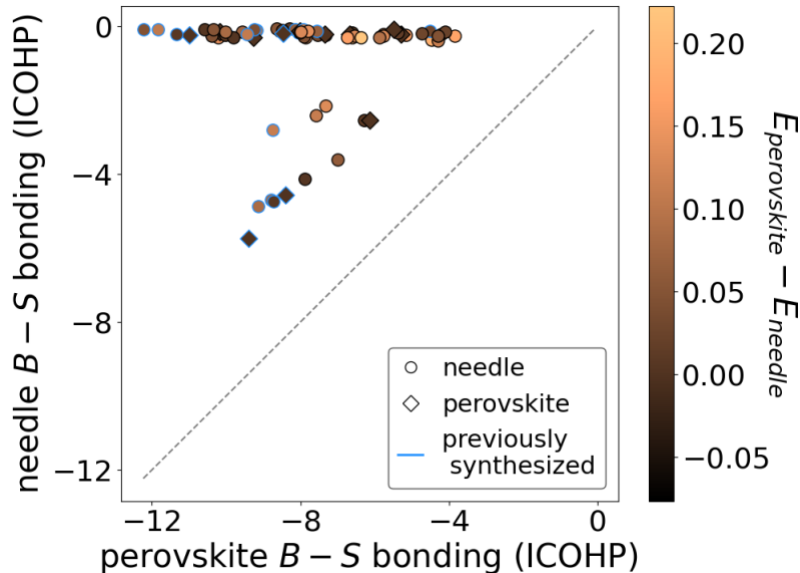 needle B − S bonding (ICOHP)
0
−4
−8
−12
−12
−8
−4
0
perovskite B − S bonding (ICOHP)
needle
perovskite
previously
synthesized
0.20
0.15
0.10
0.05
0.00
−0.05
E_perovskite − E_needle